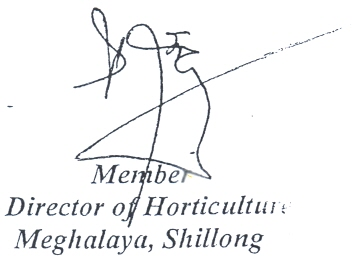 Member
Director of Horticulture
Meghalaya, Shillong